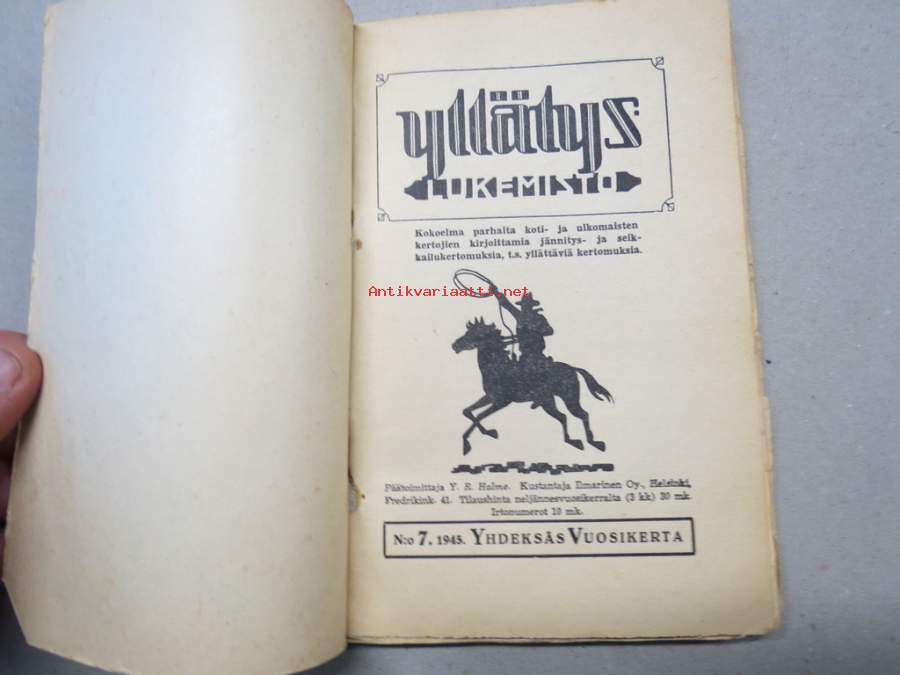 yllätys
LUKEMISTO
Kokoelma parhaita koti- ja ulkomaisten
kertojien kirjoittamia jännitys- ja seik-
kailukertomuksia, t.s. yllättäviä kertomuksia.
Antikvariaatti.net
Päätoimittaja Y. R. Halme. Kustantaja Ilmarinen Oy., Helsinki,
Fredrikink. 41. Tilaushinta neljännesvuosikerralta (3 kk) 30 mk.
Irtonumerot 10 mk.
N:o 7. 1945. YHDEKSÄS VUOSIKERTA